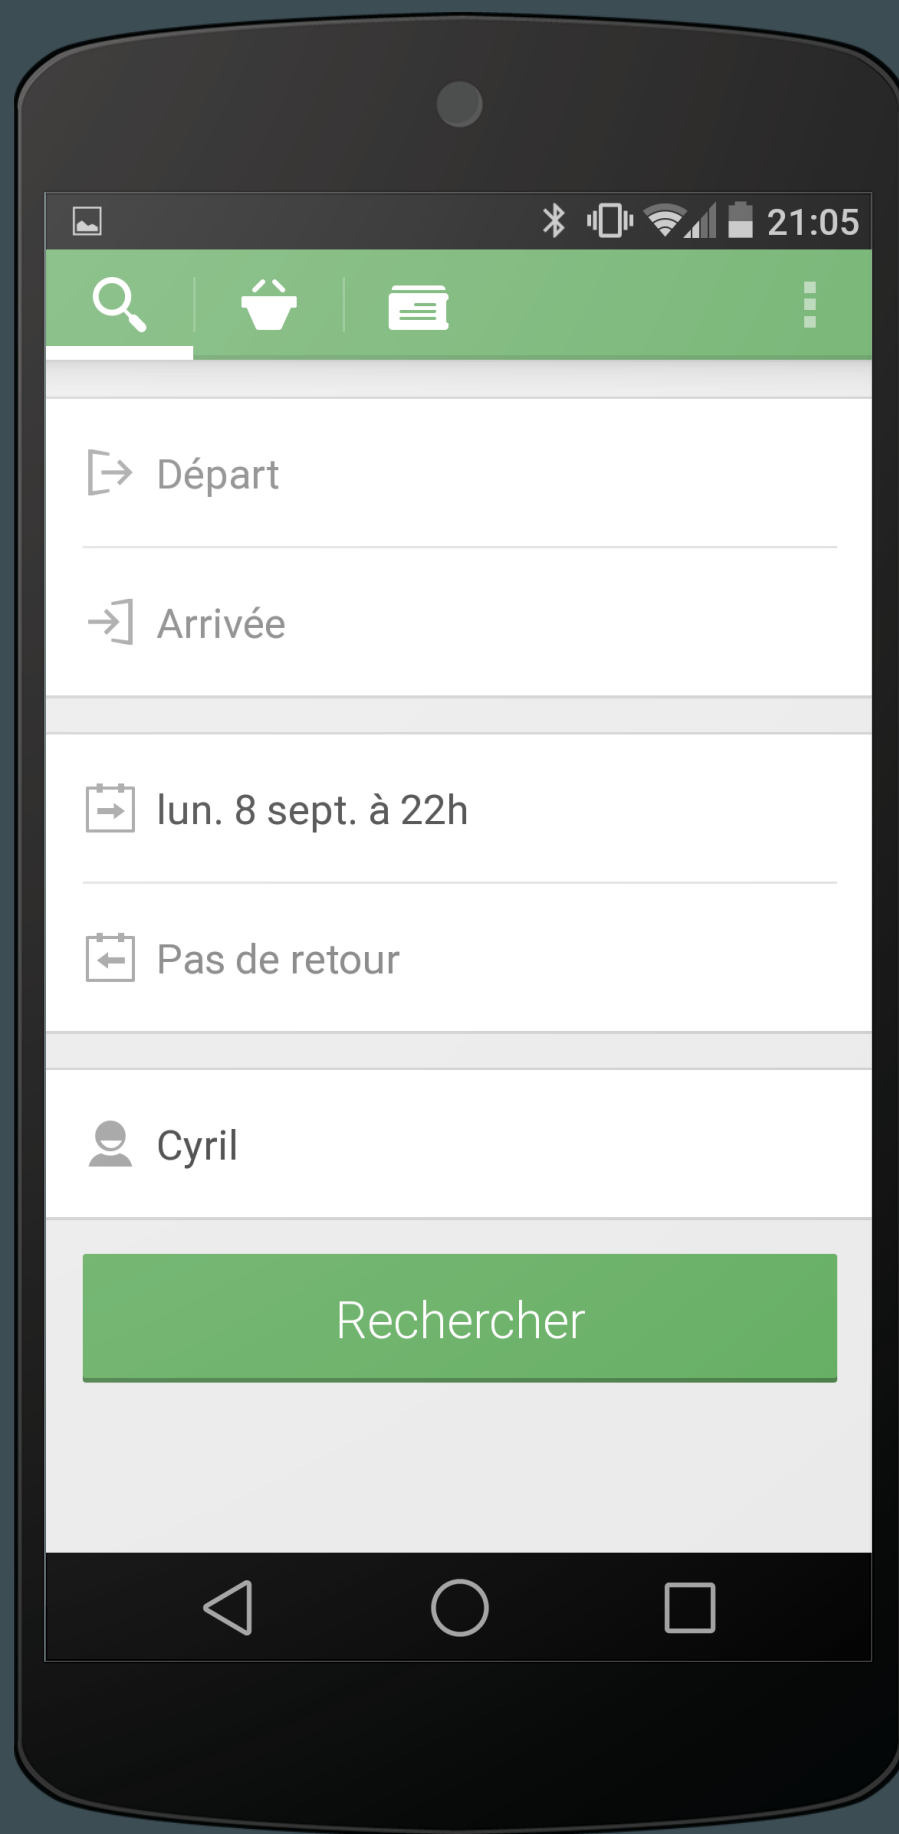 21:05
Départ
Arrivée
lun. 8 sept. à 22h
Pas de retour
Cyril
Rechercher